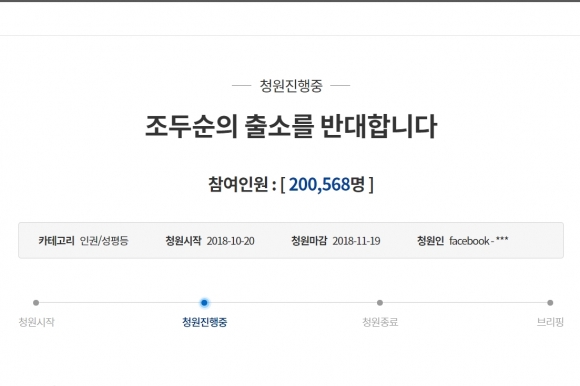 청원진행중
조두순의 출소를 반대합니다
참여인원 : [ 200,568명 ]
카테고리 인권/성평등 청원시작 2018-10-20 청원마감 2018-11-19 청원인 facebook - ***
청원시작 청원진행중 청원종료 브리핑